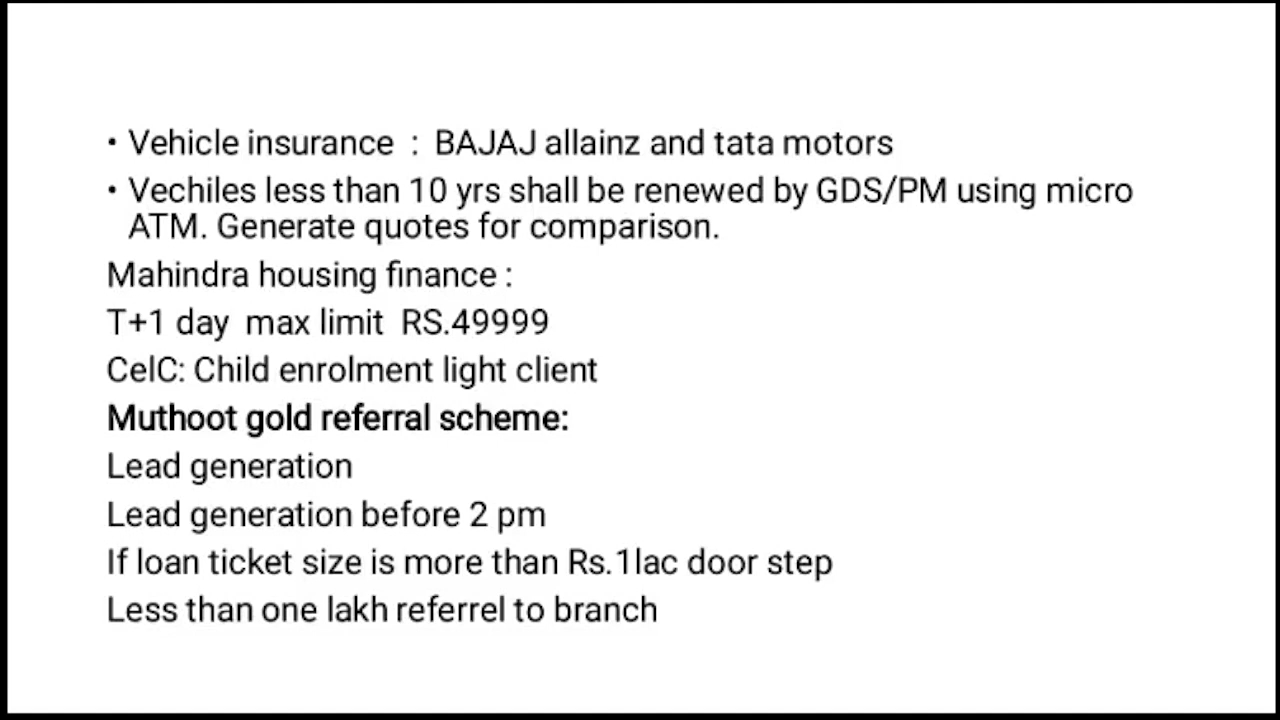 • Vehicle insurance : BAJAJ allainz and tata motors
• Vechiles less than 10 yrs shall be renewed by GDS/PM using micro
ATM. Generate quotes for comparison.
Mahindra housing finance :
T+1 day max limit RS.49999
CelC: Child enrolment light client
Muthoot gold referral scheme:
Lead generation
Lead generation before 2 pm
If loan ticket size is more than Rs.1lac door step
Less than one lakh referrel to branch